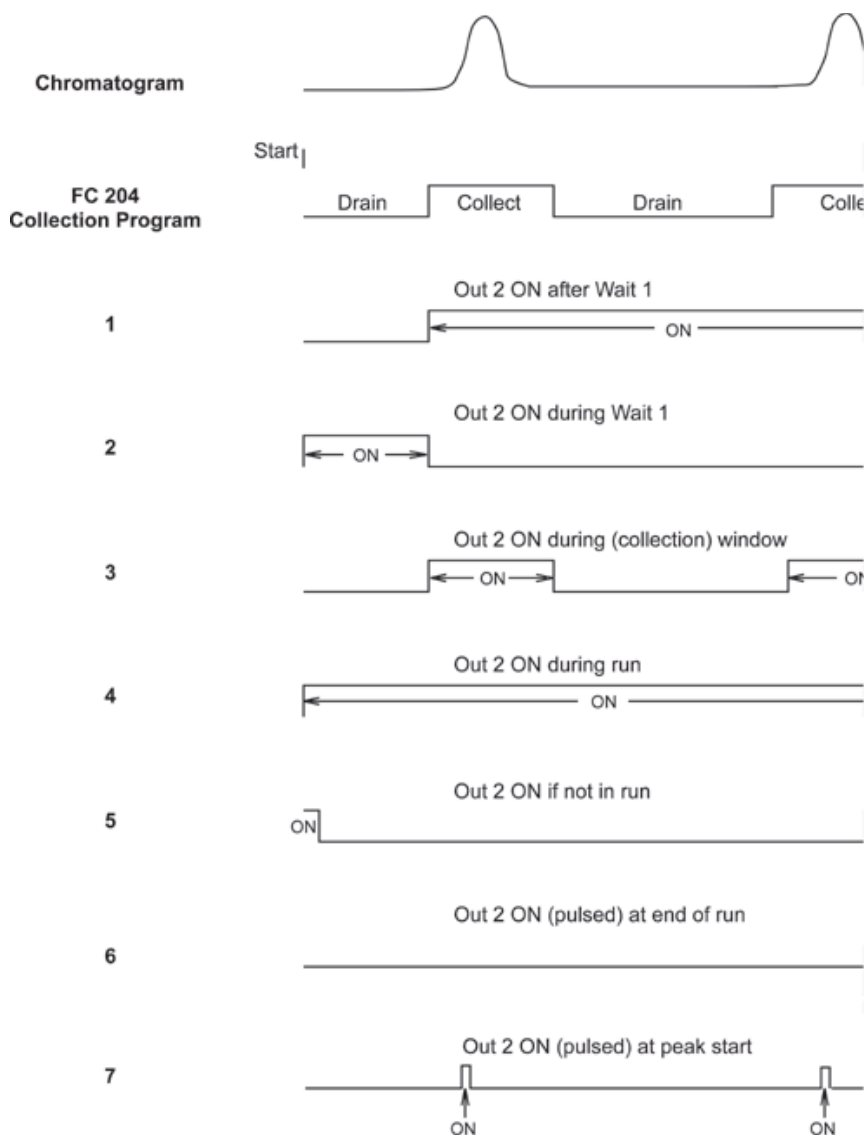 Chromatogram
Start
FC 204
Collection Program
Drain
Collect
Drain
Colle
1
Out 2 ON after Wait 1
ON
2
Out 2 ON during Wait 1
ON
3
Out 2 ON during (collection) window
ON
ON
4
Out 2 ON during run
ON
5
Out 2 ON if not in run
ON
6
Out 2 ON (pulsed) at end of run
7
Out 2 ON (pulsed) at peak start
ON
ON